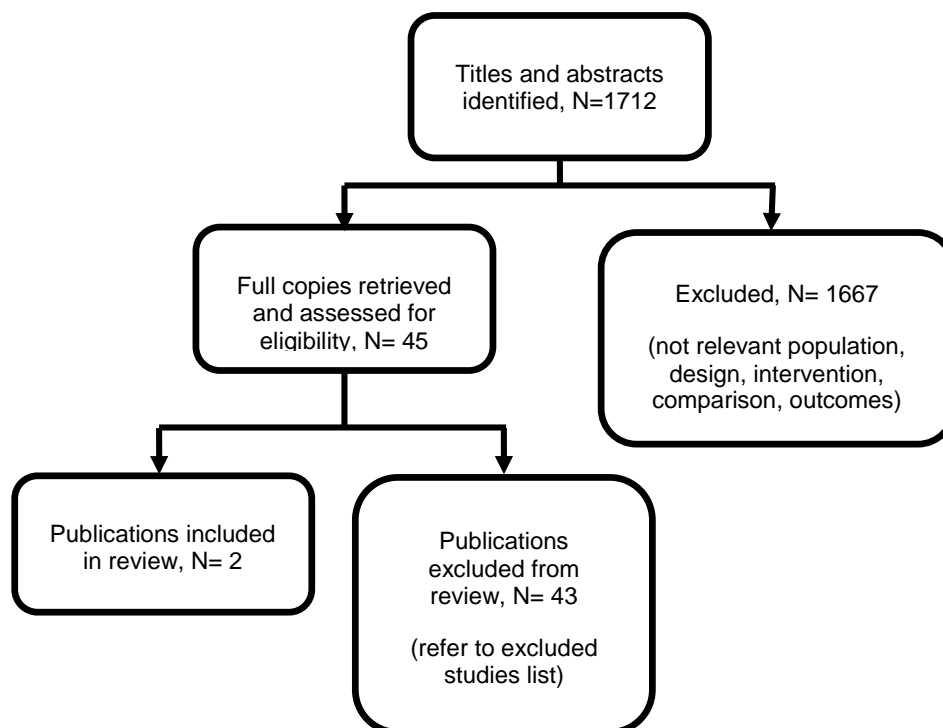 Titles and abstracts
identified, N=1712
Full copies retrieved
and assessed for
eligibility, N= 45
Excluded, N= 1667
(not relevant population,
design, intervention,
comparison, outcomes)
Publications included
in review, N= 2
Publications
excluded from
review, N= 43
(refer to excluded
studies list)